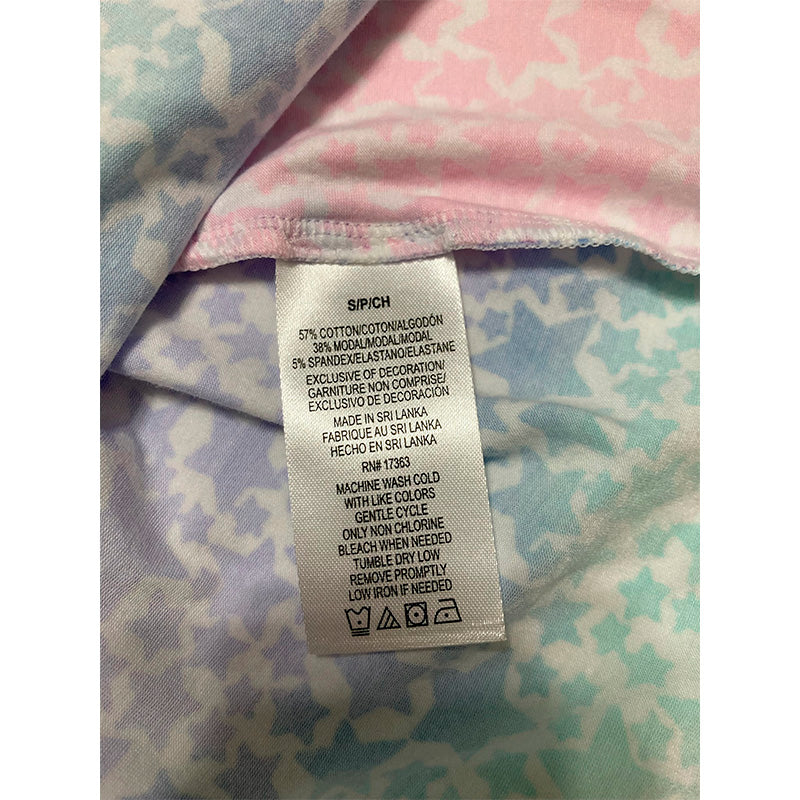 S/P/CH
57% COTTON/COTON/ALGODÓN
38% MODAL/MODAL/MODAL
5% SPANDEX/ELASTANO/ELASTANE
EXCLUSIVE OF DECORATION/
GARNITURE NON COMPRISE/
EXCLUSIVO DE DECORACIÓN
MADE IN SRI LANKA
FABRIQUE AU SRI LANKA
HECHO EN SRI LANKA
RN# 17363
MACHINE WASH COLD
WITH LIKE COLORS
GENTLE CYCLE
ONLY NON CHLORINE
BLEACH WHEN NEEDED
TUMBLE DRY LOW
REMOVE PROMPTLY
LOW IRON IF NEEDED